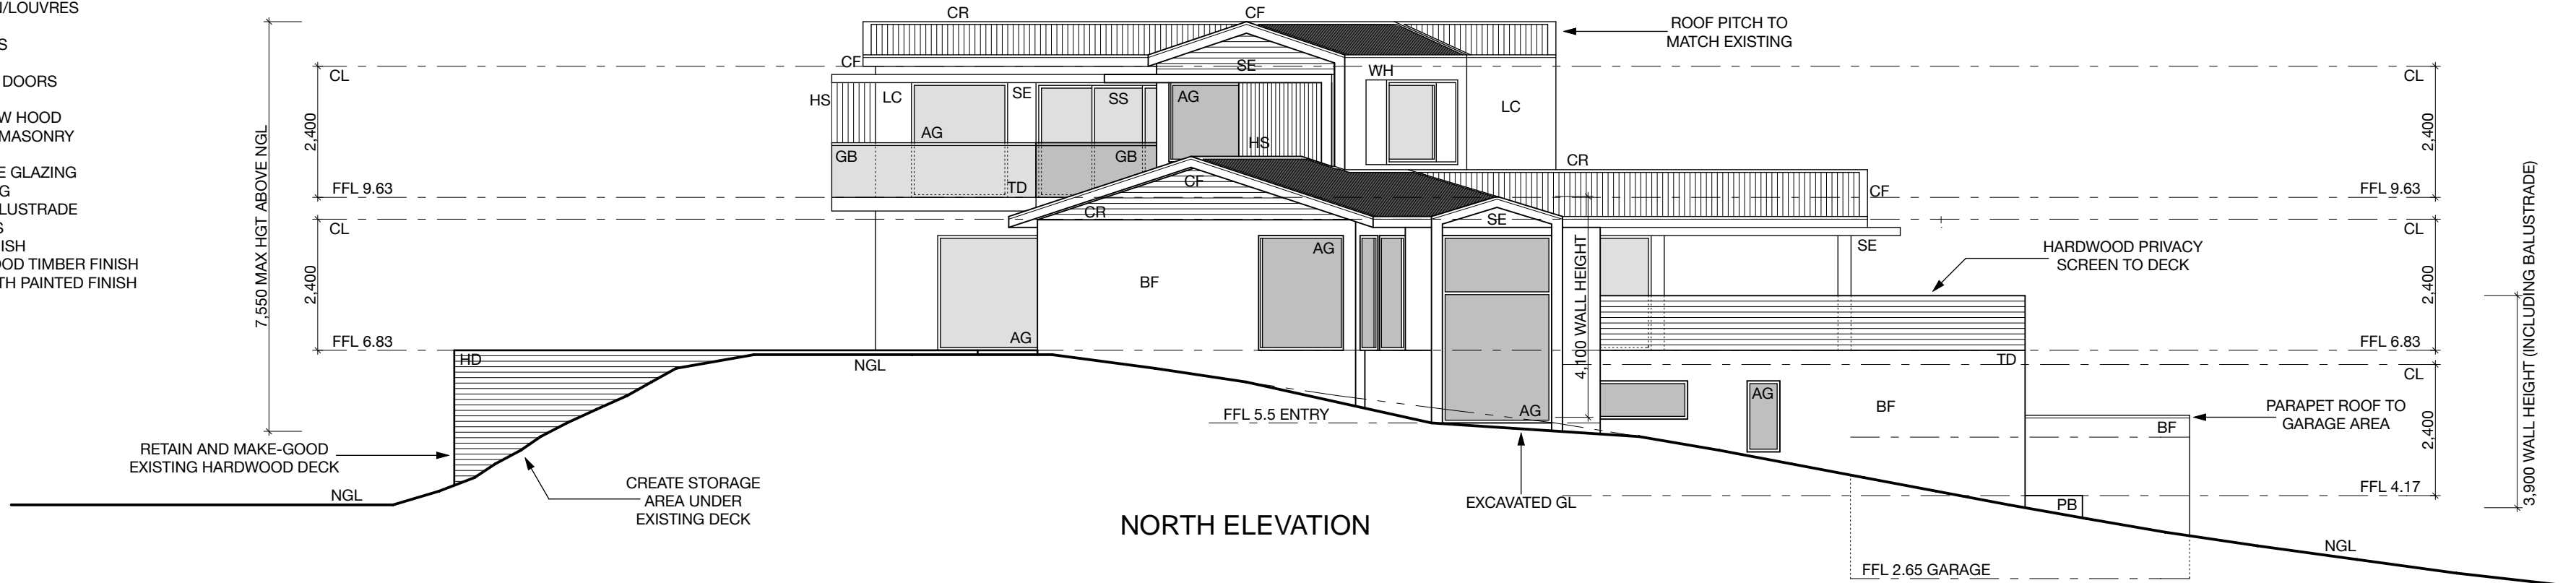 N/LOUVRES
S
DOORS
W HOOD
MASONRY
E GLAZING
G
LUSTRADE
S
ISH
OOD TIMBER FINISH
TH PAINTED FINISH
CR
CF
ROOF PITCH TO
MATCH EXISTING
CF
SE
WH
CL
CL
HS
LC
SE
SS
AG
LC
AG
HS
GB
GB
2,400
2,400
CR
FFL 9.63
TD
CF
CF
FFL 9.63
CR
SE
CL
CL
7,550 MAX HGT ABOVE NGL
AG
SE
HARDWOOD PRIVACY
SCREEN TO DECK
BF
2,400
2,400
4,100 WALL HEIGHT
3,900 WALL HEIGHT (INCLUDING BALUSTRADE)
AG
FFL 6.83
FFL 6.83
HD
NGL
TD
CL
AG
BF
AG
FFL 5.5 ENTRY
PARAPET ROOF TO
GARAGE AREA
BF
2,400
RETAIN AND MAKE-GOOD
EXISTING HARDWOOD DECK
CREATE STORAGE
AREA UNDER
EXISTING DECK
NGL
EXCAVATED GL
FFL 4.17
PB
NORTH ELEVATION
NGL
FFL 2.65 GARAGE